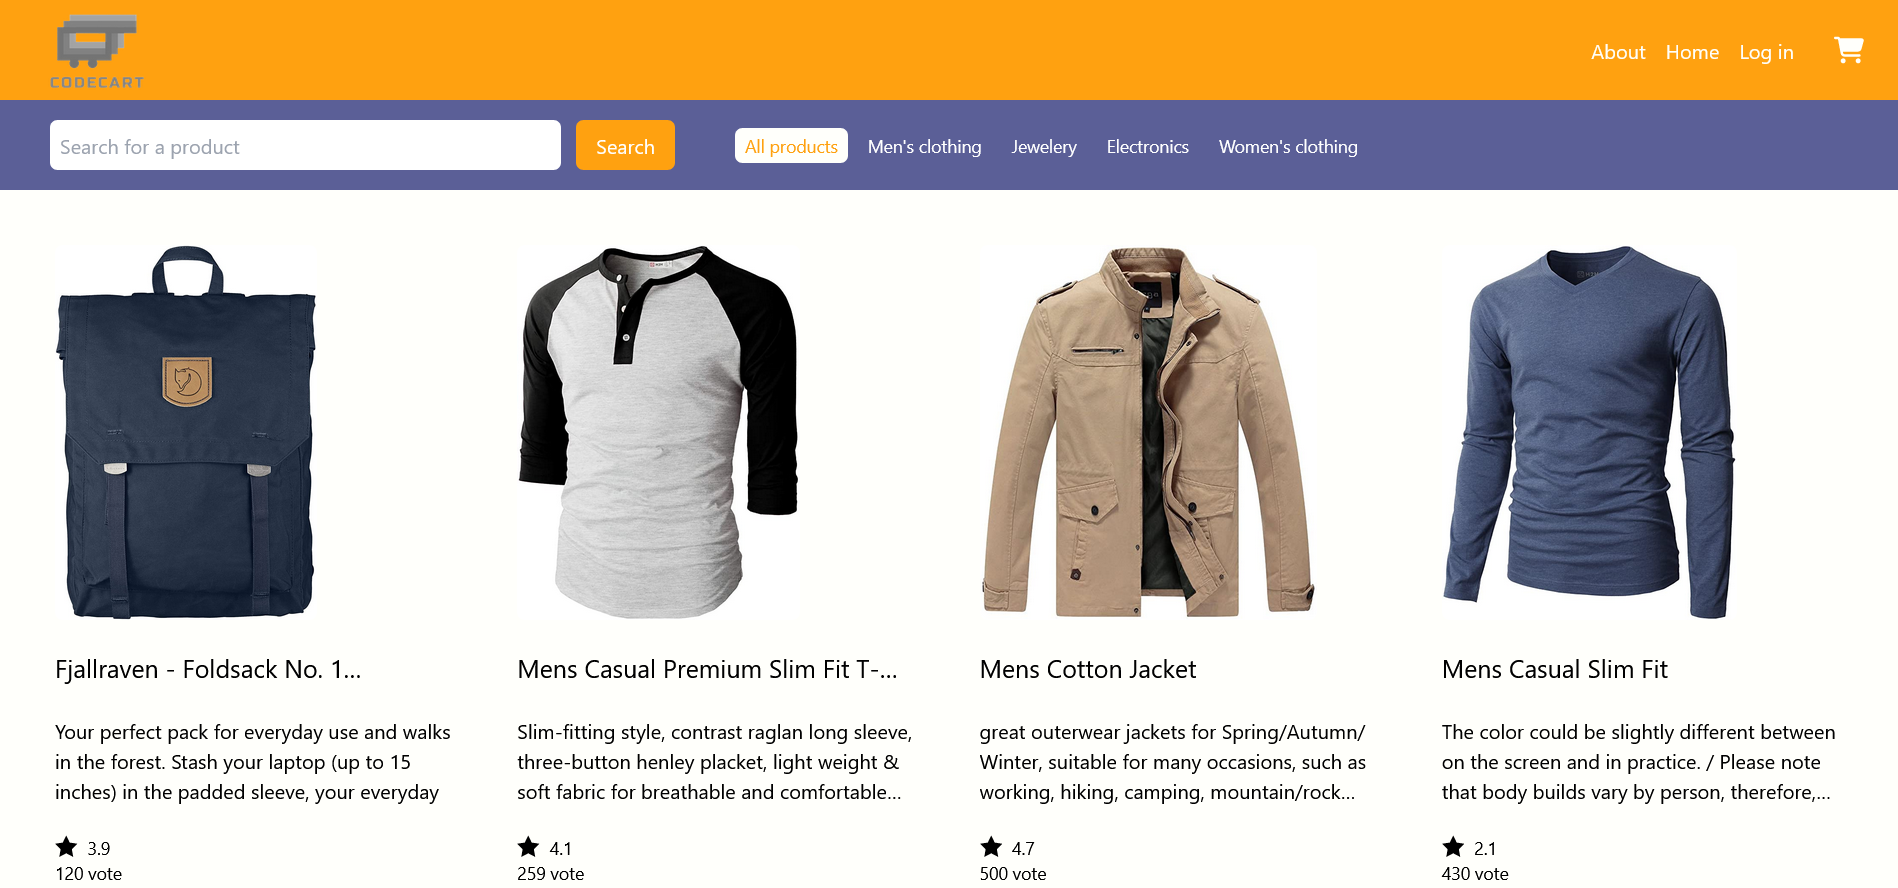 CODECART
About Home Log in
Search for a product
Search
All products Men's clothing Jewelery Electronics Women's clothing
Fjallraven - Foldsack No. 1...
Your perfect pack for everyday use and walks
in the forest. Stash your laptop (up to 15
inches) in the padded sleeve, your everyday
3.9
120 vote
Mens Casual Premium Slim Fit T-...
Slim-fitting style, contrast raglan long sleeve,
three-button henley placket, light weight &
soft fabric for breathable and comfortable...
4.1
259 vote
Mens Cotton Jacket
great outerwear jackets for Spring/Autumn/
Winter, suitable for many occasions, such as
working, hiking, camping, mountain/rock...
4.7
500 vote
Mens Casual Slim Fit
The color could be slightly different between
on the screen and in practice. / Please note
that body builds vary by person, therefore,...
2.1
430 vote